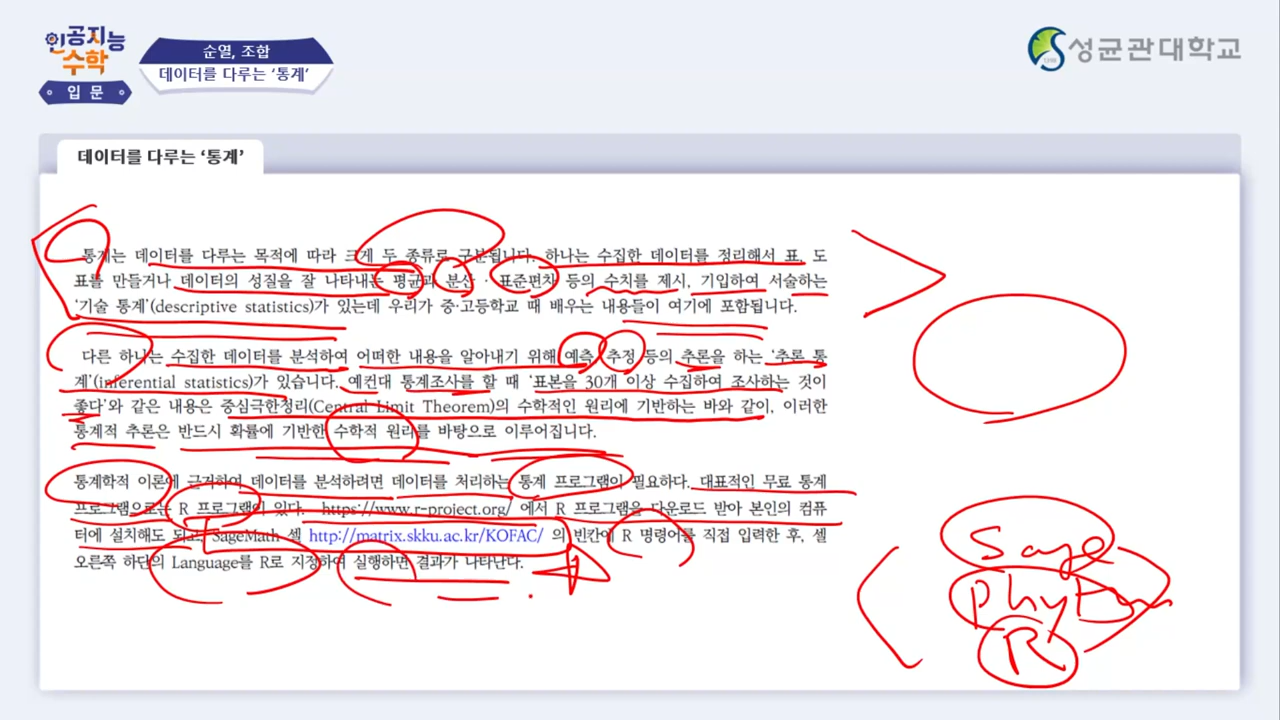 인공지능
수학
입문
순열, 조합
데이터를 다루는 ‘통계’
성균관대학교
데이터를 다루는 ‘통계’
통계는 데이터를 다루는 목적에 따라 크게 두 종류로 구분됩니다. 하나는 수집한 데이터를 정리해서 표, 도
표를 만들거나 데이터의 성질을 잘 나타내는 평균과 분산 · 표준편차 등의 수치를 제시, 기입하여 서술하는
‘기술 통계’(descriptive statistics)가 있는데 우리가 중·고등학교 때 배우는 내용들이 여기에 포함됩니다.
다른 하나는 수집한 데이터를 분석하여 어떠한 내용을 알아내기 위해 예측 추정 등의 추론을 하는 ‘추론 통
계’(inferential statistics)가 있습니다. 예컨대 통계조사를 할 때 ‘표본을 30개 이상 수집하여 조사하는 것이
좋다’와 같은 내용은 중심극한정리(Central Limit Theorem)의 수학적인 원리에 기반하는 바와 같이, 이러한
통계적 추론은 반드시 확률에 기반한 수학적 원리를 바탕으로 이루어집니다.
통계학적 이론에 근거하여 데이터를 분석하려면 데이터를 처리하는 통계 프로그램이 필요하다. 대표적인 무료 통계
프로그램으로는 R 프로그램이 있다. https://www.r-project.org/ 에서 R 프로그램을 다운로드 받아 본인의 컴퓨
터에 설치해도 되고, SageMath 셀 http://matrix.skku.ac.kr/KOFAC/ 의 빈칸에 R 명령어를 직접 입력한 후, 셀
오른쪽 하단의 Language를 R로 지정하여 실행하면 결과가 나타난다.
Sage
Phyton
R